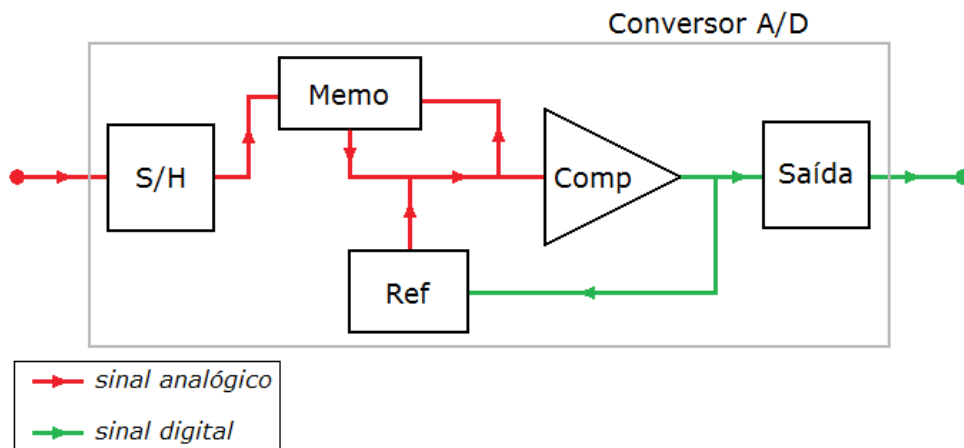 Conversor A/D
Memo
S/H
Comp
Saída
Ref
sinal analógico
sinal digital